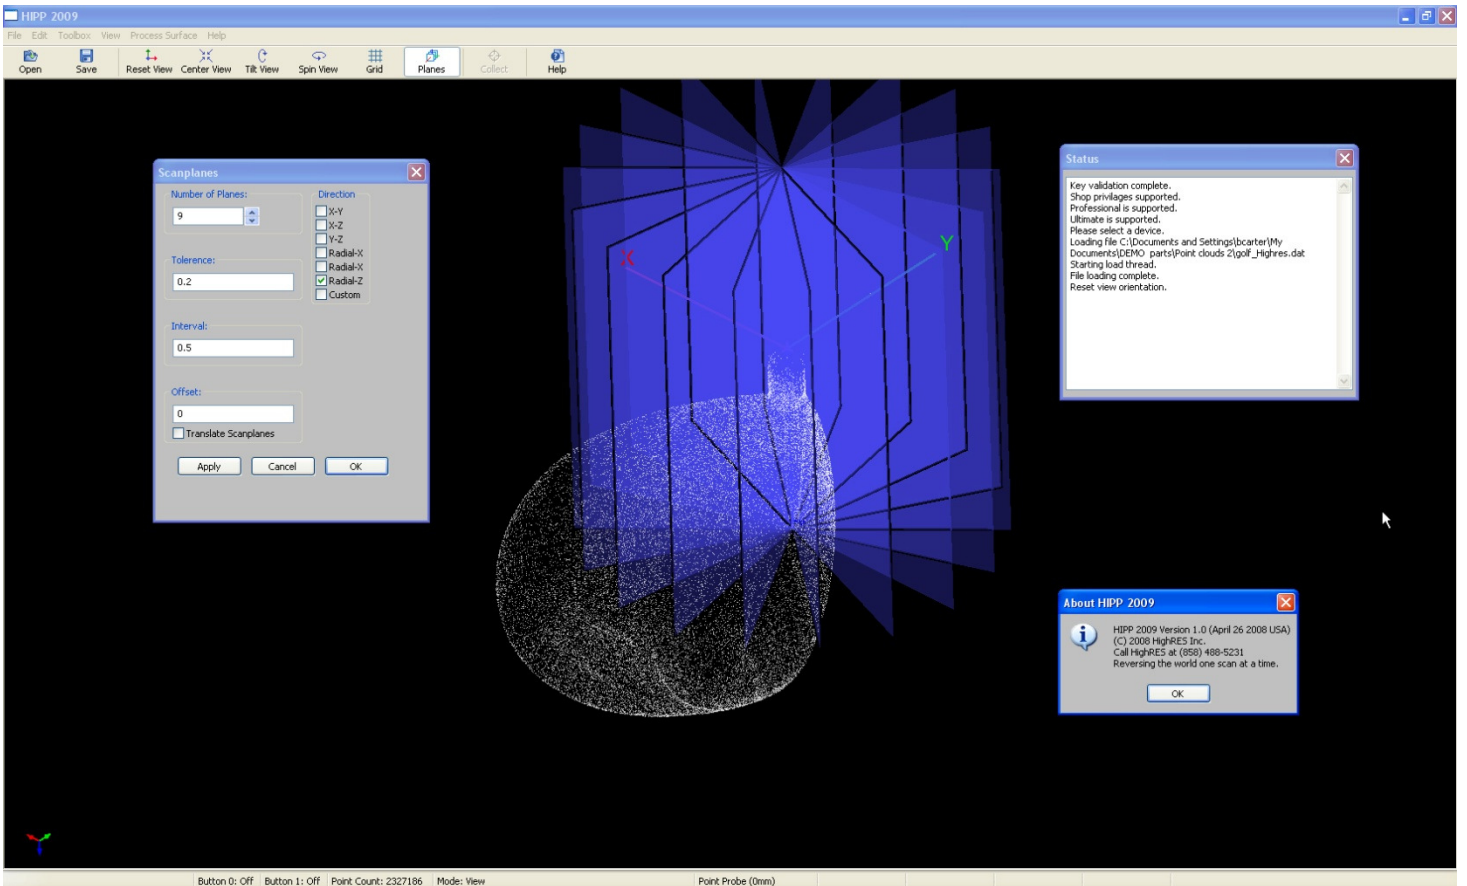 HIPP 2009
File Edit Toolbox View Process Surface Help
Open Save Reset View Center View Tilt View Spin View Grid Planes Collect Help
Scanplanes
Number of Planes:
9
Tolerence:
0.2
Interval:
0.5
Offset:
0
Translate Scanplanes
Apply Cancel OK
Direction
X-Y
X-Z
Y-Z
Radial-X
Radial-X
Radial-Z
Custom
X
Y
Status
Key validation complete.
Shop privilages supported.
Professional is supported.
Ultimate is supported.
Please select a device.
Loading file C:\Documents and Settings\bcarter\My
Documents\DEMO parts\Point clouds 2\golf_Highres.dat
Starting load thread.
File loading complete.
Reset view orientation.
About HIPP 2009
HIPP 2009 Version 1.0 (April 26 2008 USA)
(C) 2008 HighRES Inc.
Call HighRES at (858) 488-5231
Reversing the world one scan at a time.
OK
Button 0: Off Button 1: Off Point Count: 2327186 Mode: View Point Probe (0mm)